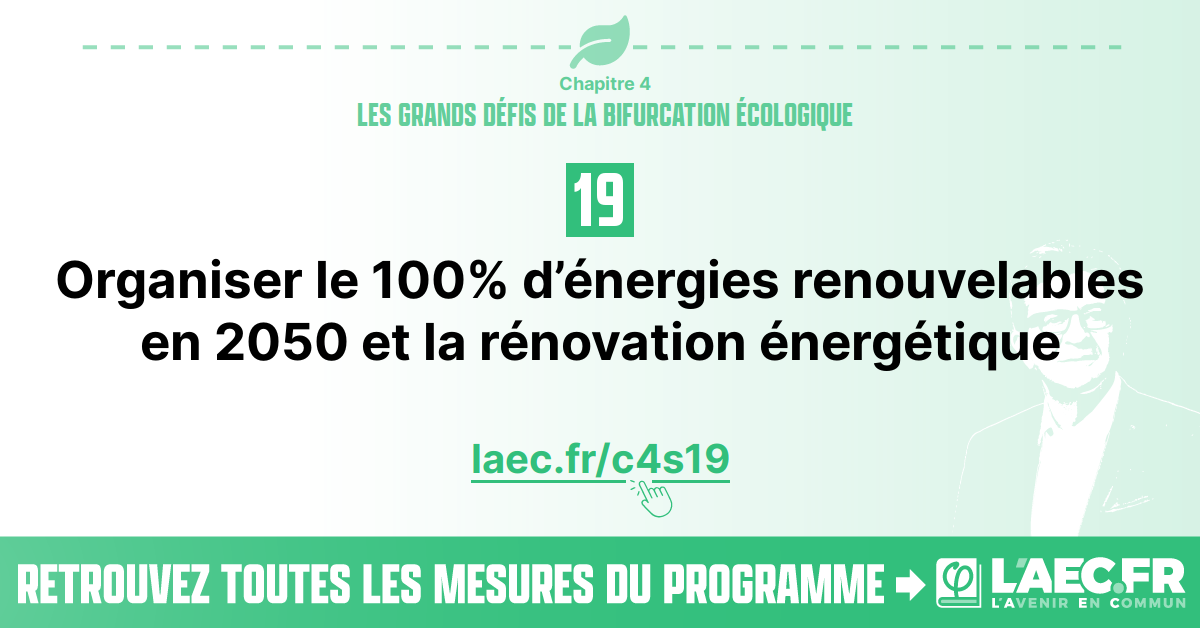 Chapitre 4
LES GRANDS DÉFIS DE LA BIFURCATION ÉCOLOGIQUE
19
Organiser le 100% d’énergies renouvelables
en 2050 et la rénovation énergétique
laec.fr/c4s19
RETROUVEZ TOUTES LES MESURES DU PROGRAMME
φ
L'AEC.FR
L'AVENIR EN COMMUN